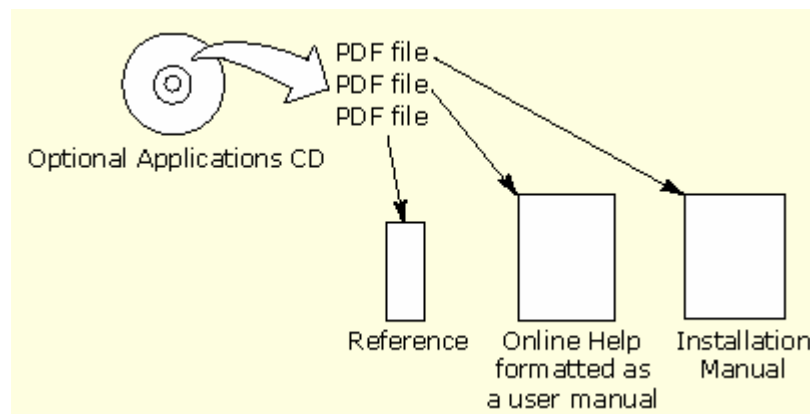 PDF file
PDF file
PDF file
Optional Applications CD
Reference
Online Help
formatted as
a user manual
Installation
Manual